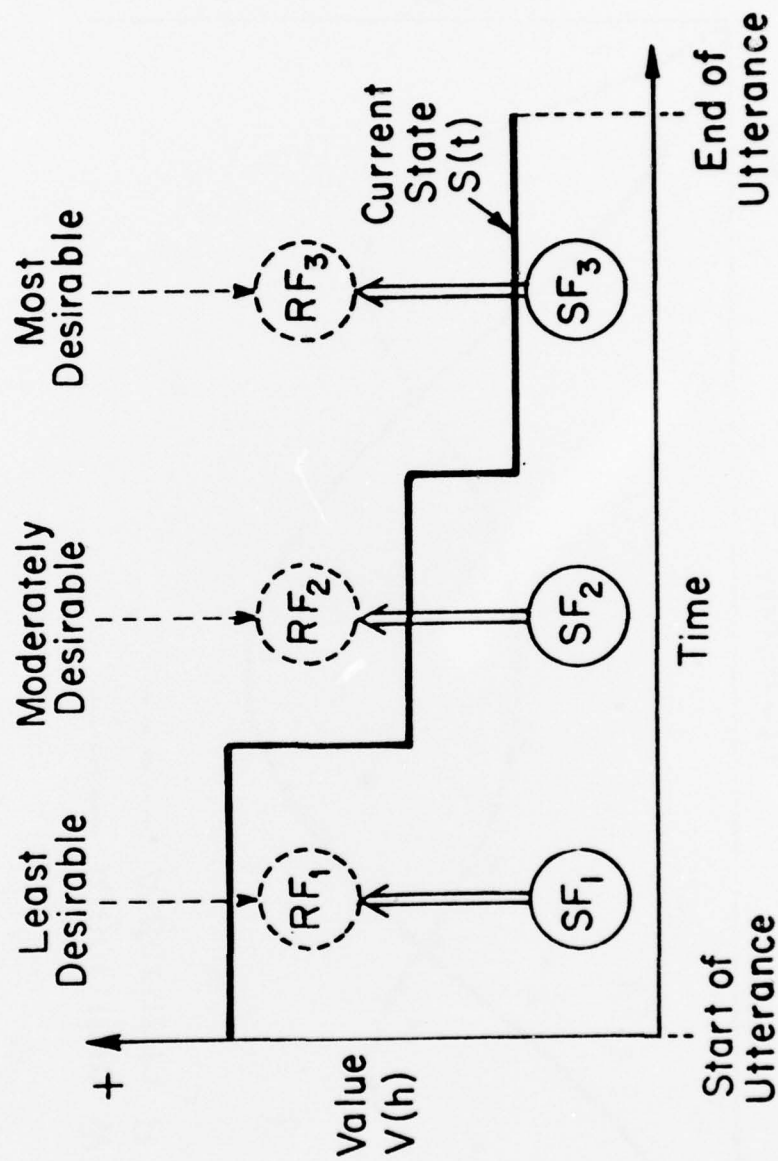 Least
Desirable
Moderately
Desirable
Most
Desirable
+
Value
V(h)
RF₁
RF₂
RF₃
Current
State
S(t)
SF₁
SF₂
SF₃
Start of
Utterance
Time
End of
Utterance